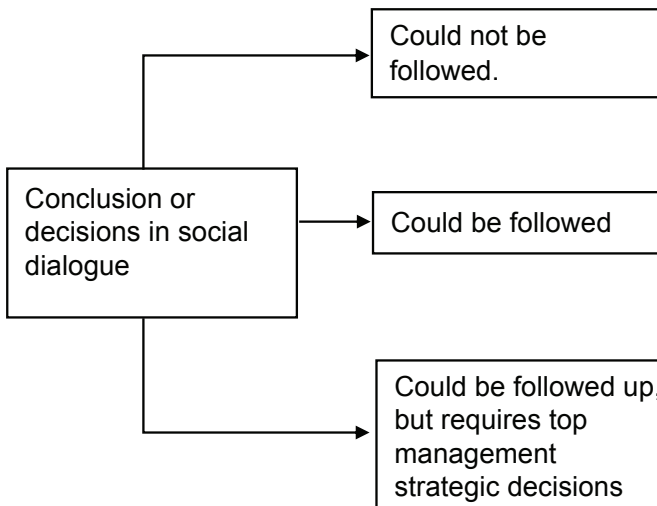 Could not be
followed.
Conclusion or
decisions in social
dialogue
Could be followed
Could be followed up,
but requires top
management
strategic decisions